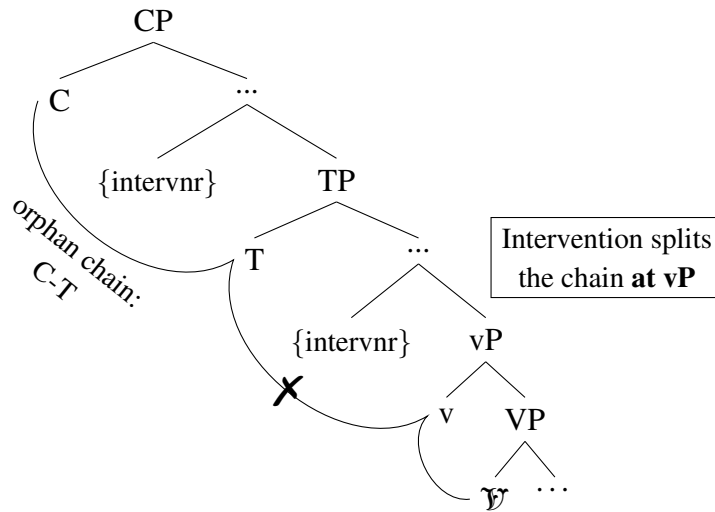 CP
C ...
{intervnr} TP
orphan chain:
C-T
T ...
Intervention splits
the chain at vP
{intervnr} vP
✗
v VP
𝔙 ...